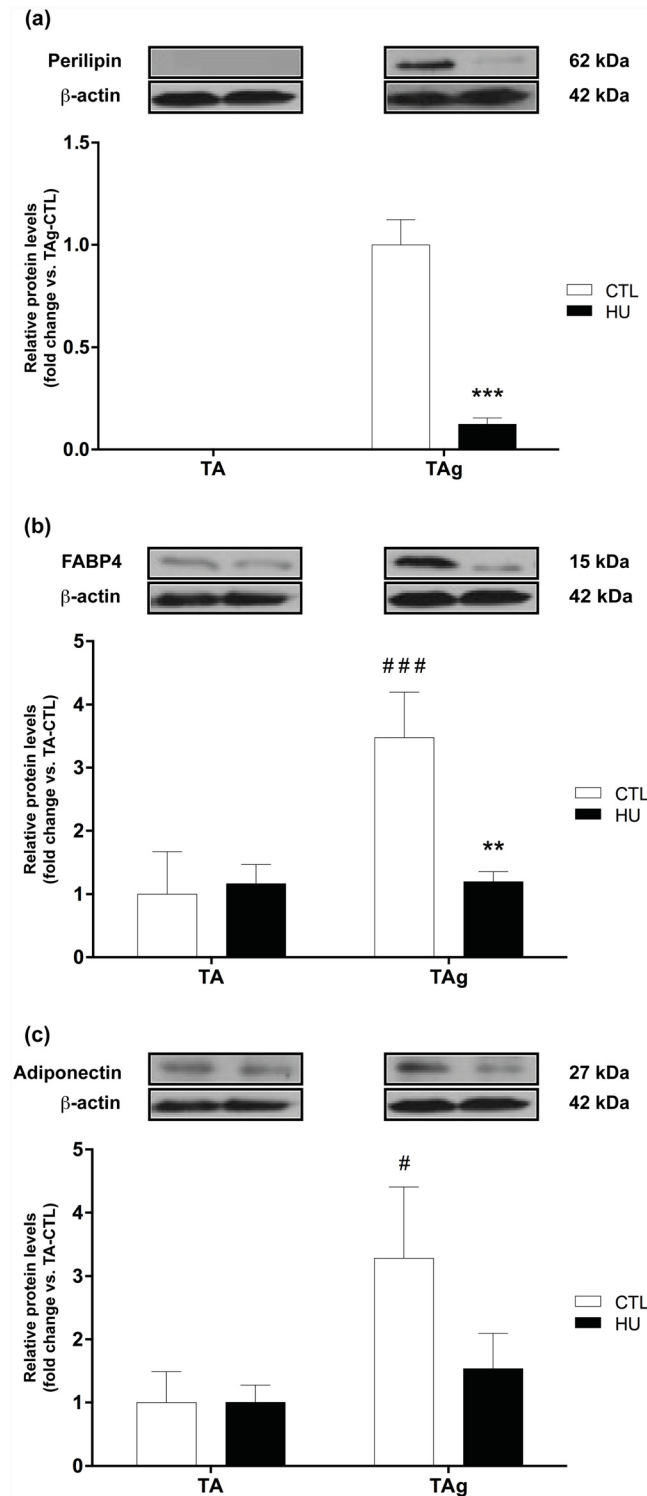 (a)
Perilipin 62 kDa
β-actin 42 kDa
Relative protein levels
(fold change vs. TAg-CTL)
1.5
1.0
0.5
0.0
***
CTL
HU
TA TAg
(b)
FABP4 15 kDa
β-actin 42 kDa
Relative protein levels
(fold change vs. TA-CTL)
5
4
3
2
1
0
###
**
CTL
HU
TA TAg
(c)
Adiponectin 27 kDa
β-actin 42 kDa
Relative protein levels
(fold change vs. TA-CTL)
5
4
3
2
1
0
#
CTL
HU
TA TAg